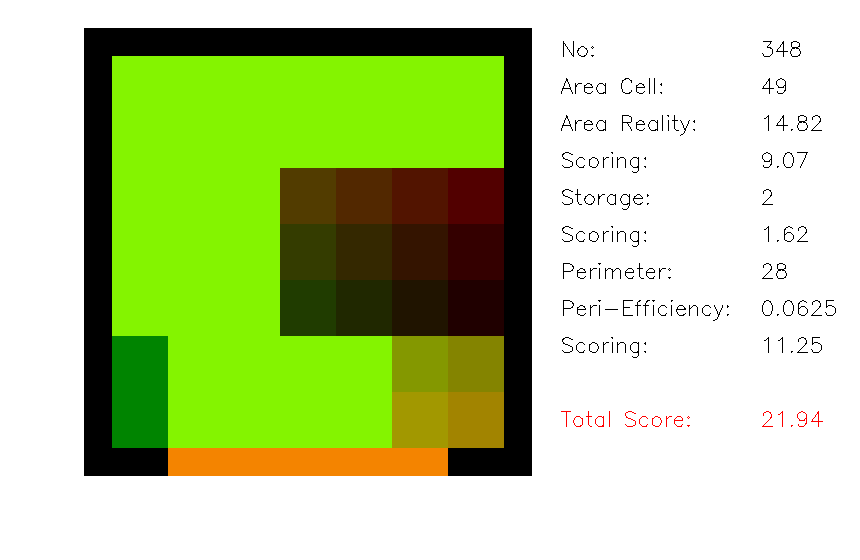 No: 348
Area Cell: 49
Area Reality: 14.82
Scoring: 9.07
Storage: 2
Scoring: 1.62
Perimeter: 28
Peri-Efficiency: 0.0625
Scoring: 11.25
Total Score: 21.94